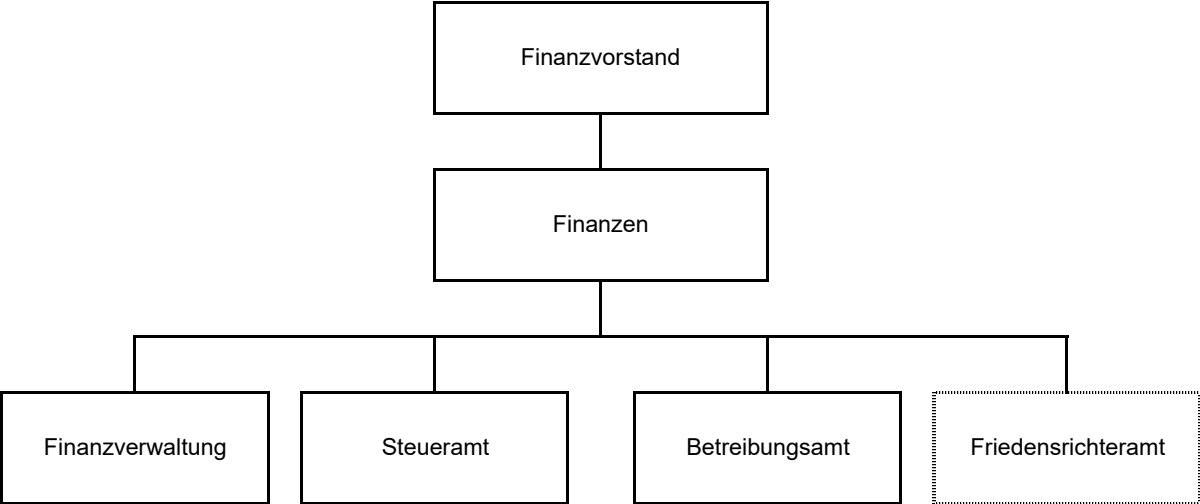 Finanzvorstand
Finanzen
Finanzverwaltung
Steueramt
Betreibungsamt
Friedensrichteramt